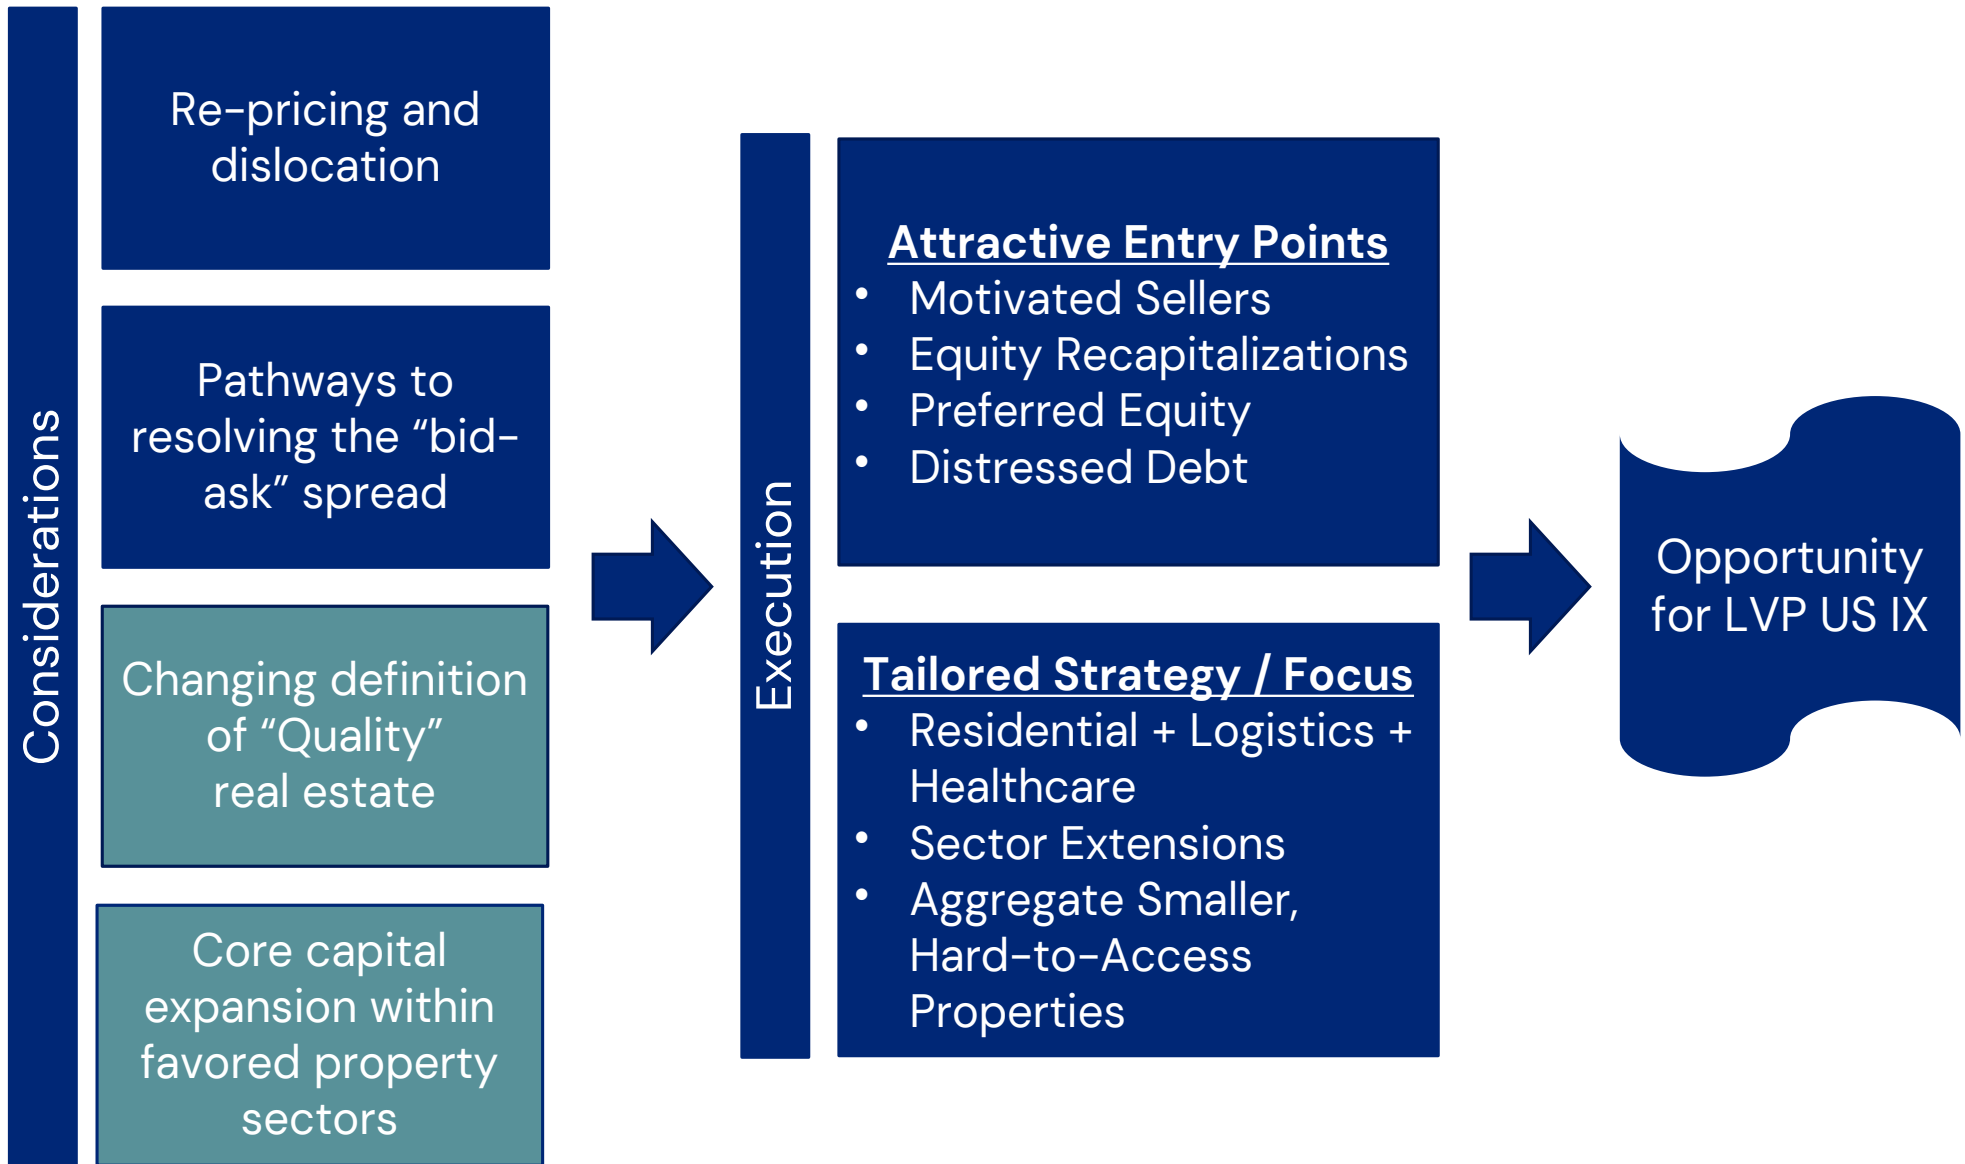 Considerations
Re-pricing and
dislocation
Pathways to
resolving the “bid-
ask” spread
Changing definition
of “Quality”
real estate
Core capital
expansion within
favored property
sectors
Execution
Attractive Entry Points
• Motivated Sellers
• Equity Recapitalizations
• Preferred Equity
• Distressed Debt
Tailored Strategy / Focus
• Residential + Logistics +
Healthcare
• Sector Extensions
• Aggregate Smaller,
Hard-to-Access
Properties
Opportunity
for LVP US IX